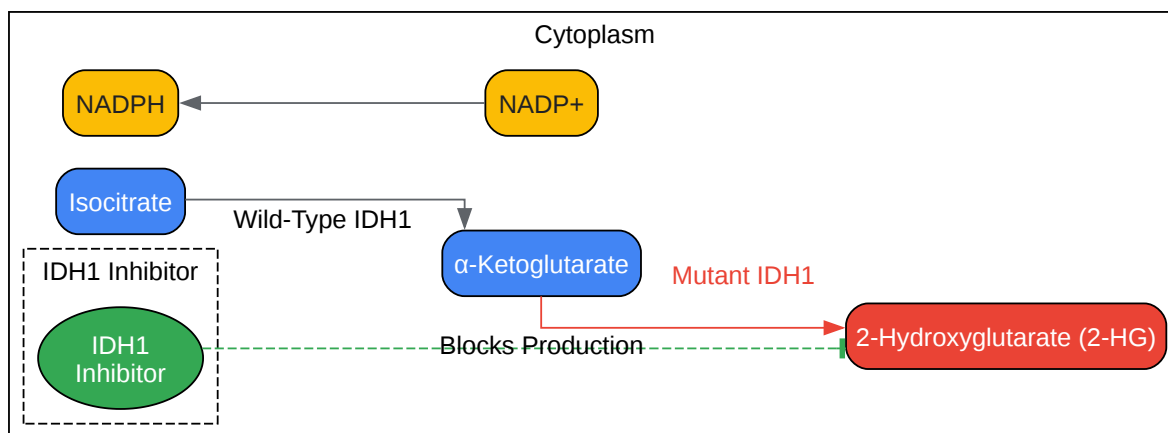 Cytoplasm
NADPH
NADP+
Isocitrate
Wild-Type IDH1
α-Ketoglutarate
IDH1 Inhibitor
Mutant IDH1
2-Hydroxyglutarate (2-HG)
IDH1
Inhibitor
Blocks Production